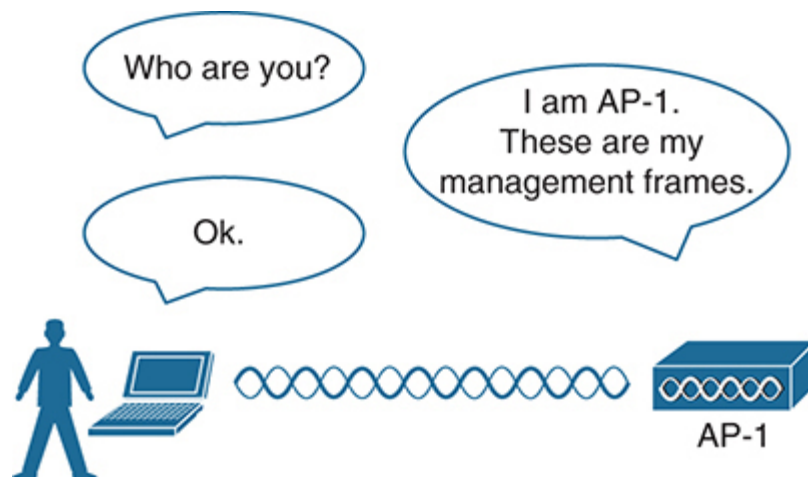 Who are you?
I am AP-1.
These are my
management frames.
Ok.
AP-1